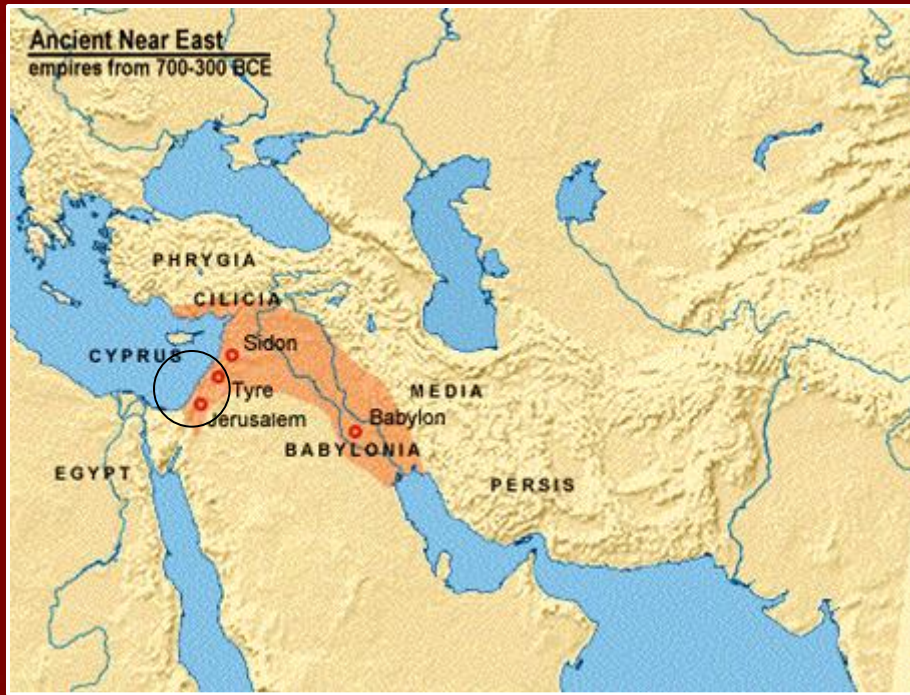 Ancient Near East
empires from 700-300 BCE
PHRYGIA
CILICIA
Sidon
CYPRUS
Tyre
MEDIA
Jerusalem
Babylon
BABYLONIA
EGYPT
PERSIS